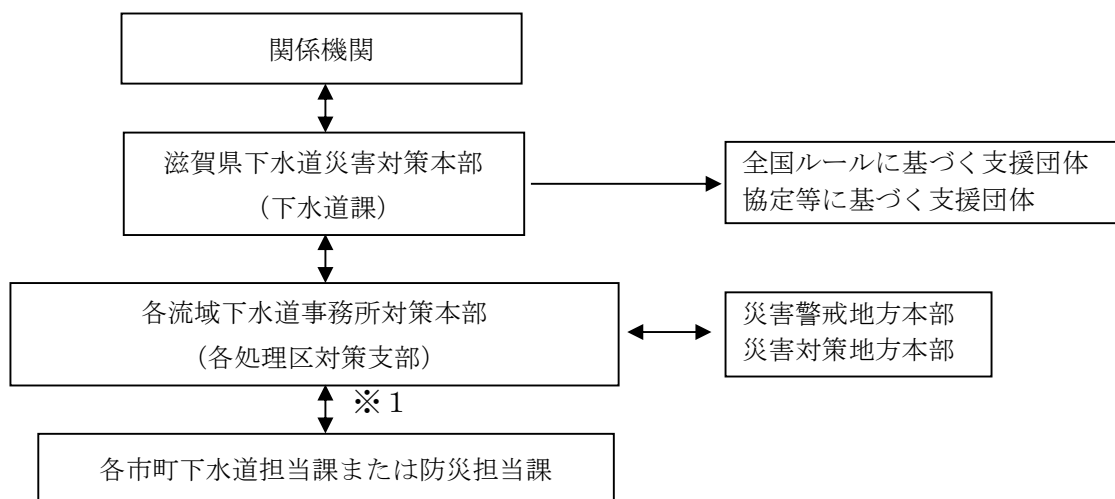 関係機関
滋賀県下水道災害対策本部
（下水道課）
全国ルールに基づく支援団体
協定等に基づく支援団体
各流域下水道事務所対策本部
（各処理区対策支部）
災害警戒地方本部
災害対策地方本部
※１
各市町下水道担当課または防災担当課